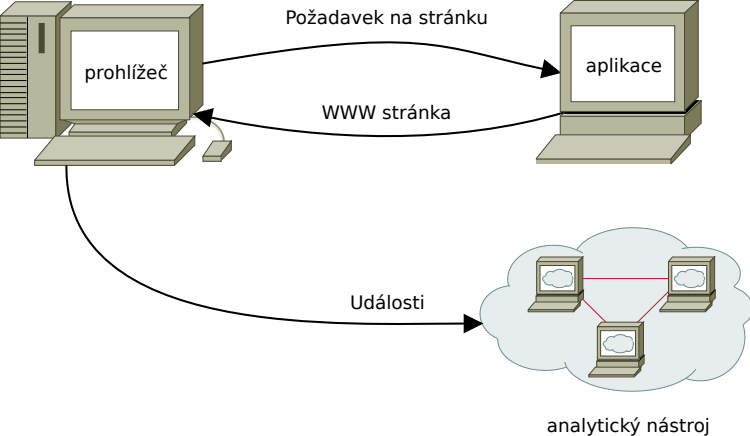 Požadavek na stránku
prohlížeč
aplikace
WWW stránka
Události
analytický nástroj